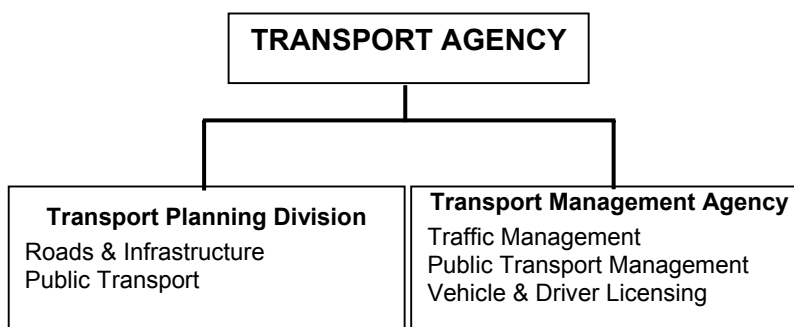 TRANSPORT AGENCY
Transport Planning Division
Roads & Infrastructure
Public Transport
Transport Management Agency
Traffic Management
Public Transport Management
Vehicle & Driver Licensing